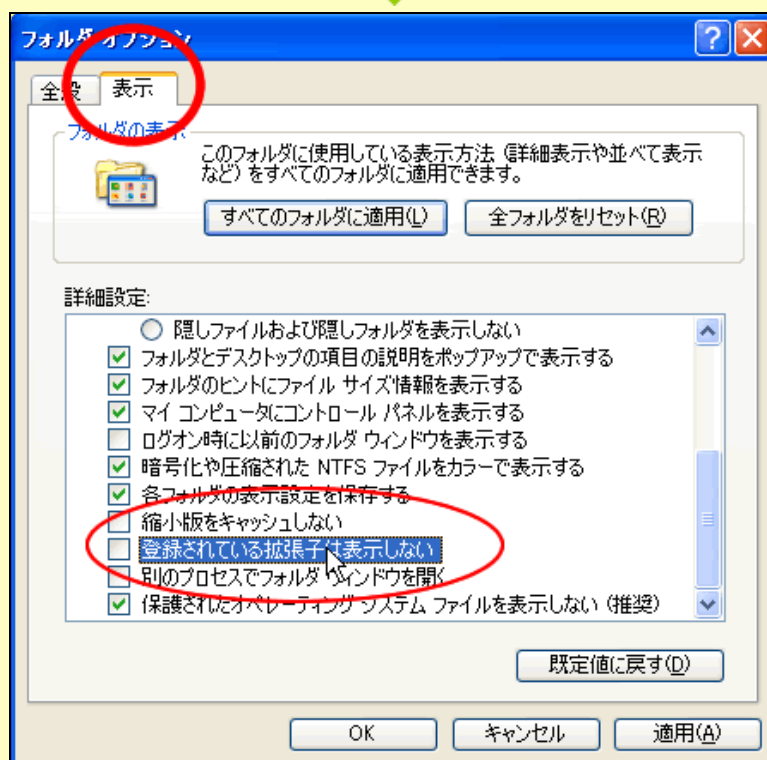 フォルダ オプション
全般 表示
フォルダの表示
このフォルダに使用している表示方法 (詳細表示や並べて表示
など) をすべてのフォルダに適用できます。
すべてのフォルダに適用(L) 全フォルダをリセット(R)
詳細設定:
隠しファイルおよび隠しフォルダを表示しない
フォルダとデスクトップの項目の説明をポップアップで表示する
フォルダのヒントにファイル サイズ情報を表示する
マイ コンピュータにコントロール パネルを表示する
ログオン時に以前のフォルダ ウィンドウを表示する
暗号化や圧縮された NTFS ファイルをカラーで表示する
各フォルダの表示設定を保存する
縮小版をキャッシュしない
登録されている拡張子は表示しない
別のプロセスでフォルダ ウィンドウを開く
保護されたオペレーティング システム ファイルを表示しない (推奨)
既定値に戻す(D)
OK キャンセル 適用(A)